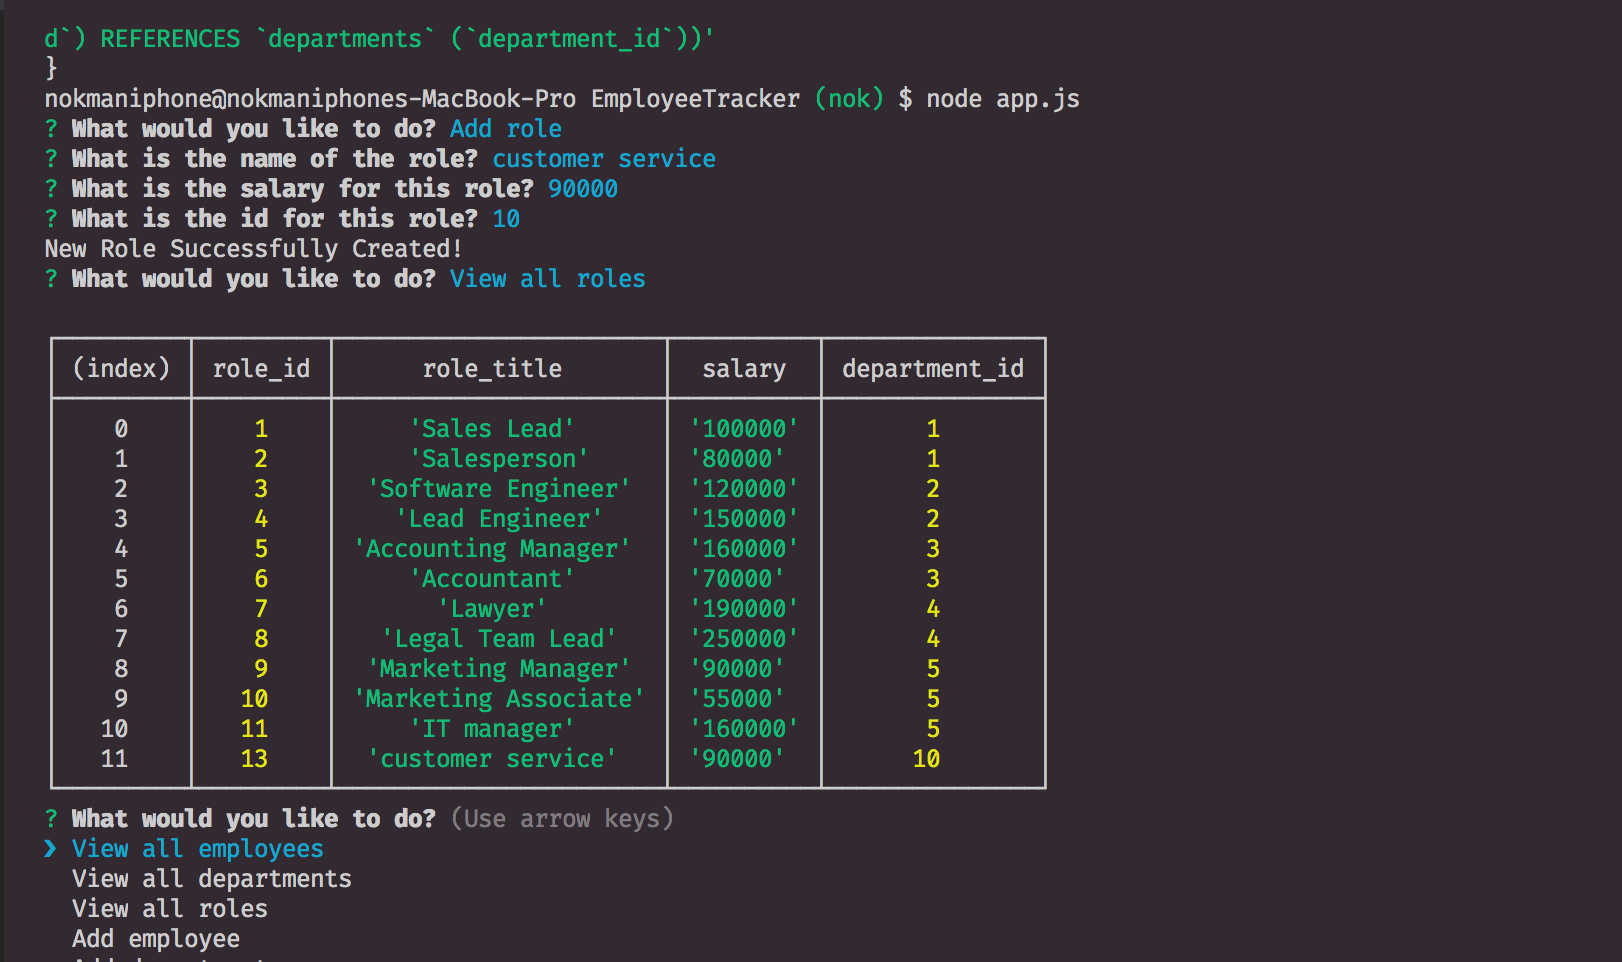 d`) REFERENCES `departments` (`department_id`))'
}
nokmaniphone@nokmaniphones-MacBook-Pro EmployeeTracker (nok) $ node app.js
? What would you like to do? Add role
? What is the name of the role? customer service
? What is the salary for this role? 90000
? What is the id for this role? 10
New Role Successfully Created!
? What would you like to do? View all roles
(index) role_id role_title salary department_id
0 1 'Sales Lead' '100000' 1
1 2 'Salesperson' '80000' 1
2 3 'Software Engineer' '120000' 2
3 4 'Lead Engineer' '150000' 2
4 5 'Accounting Manager' '160000' 3
5 6 'Accountant' '70000' 3
6 7 'Lawyer' '190000' 4
7 8 'Legal Team Lead' '250000' 4
8 9 'Marketing Manager' '90000' 5
9 10 'Marketing Associate' '55000' 5
10 11 'IT manager' '160000' 5
11 13 'customer service' '90000' 10
? What would you like to do? (Use arrow keys)
❯ View all employees
View all departments
View all roles
Add employee